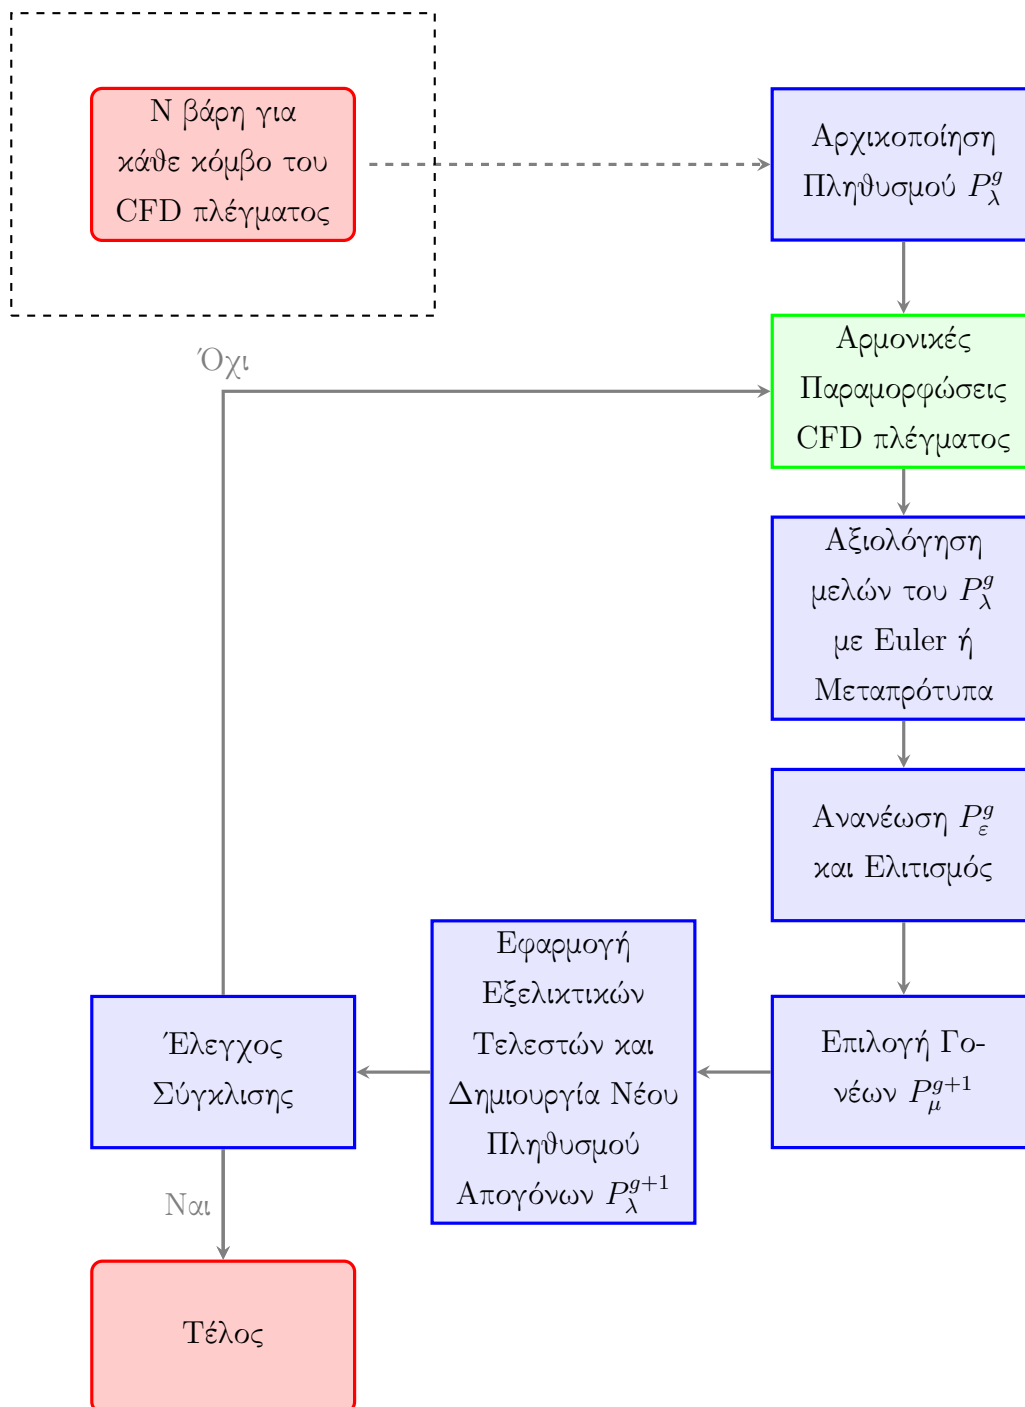 Ν βάρη για
κάθε κόμβο του
CFD πλέγματος
Αρχικοποίηση
Πληθυσμού $P_{\lambda}^{g}$
Όχι
Αρμονικές
Παραμορφώσεις
CFD πλέγματος
Αξιολόγηση
μελών του $P_{\lambda}^{g}$
με Euler ή
Μεταπρότυπα
Ανανέωση $P_{\varepsilon}^{g}$
και Ελιτισμός
Επιλογή Γο-
νέων $P_{\mu}^{g+1}$
Εφαρμογή
Εξελικτικών
Τελεστών και
Δημιουργία Νέου
Πληθυσμού
Απογόνων $P_{\lambda}^{g+1}$
Έλεγχος
Σύγκλισης
Ναι
Τέλος